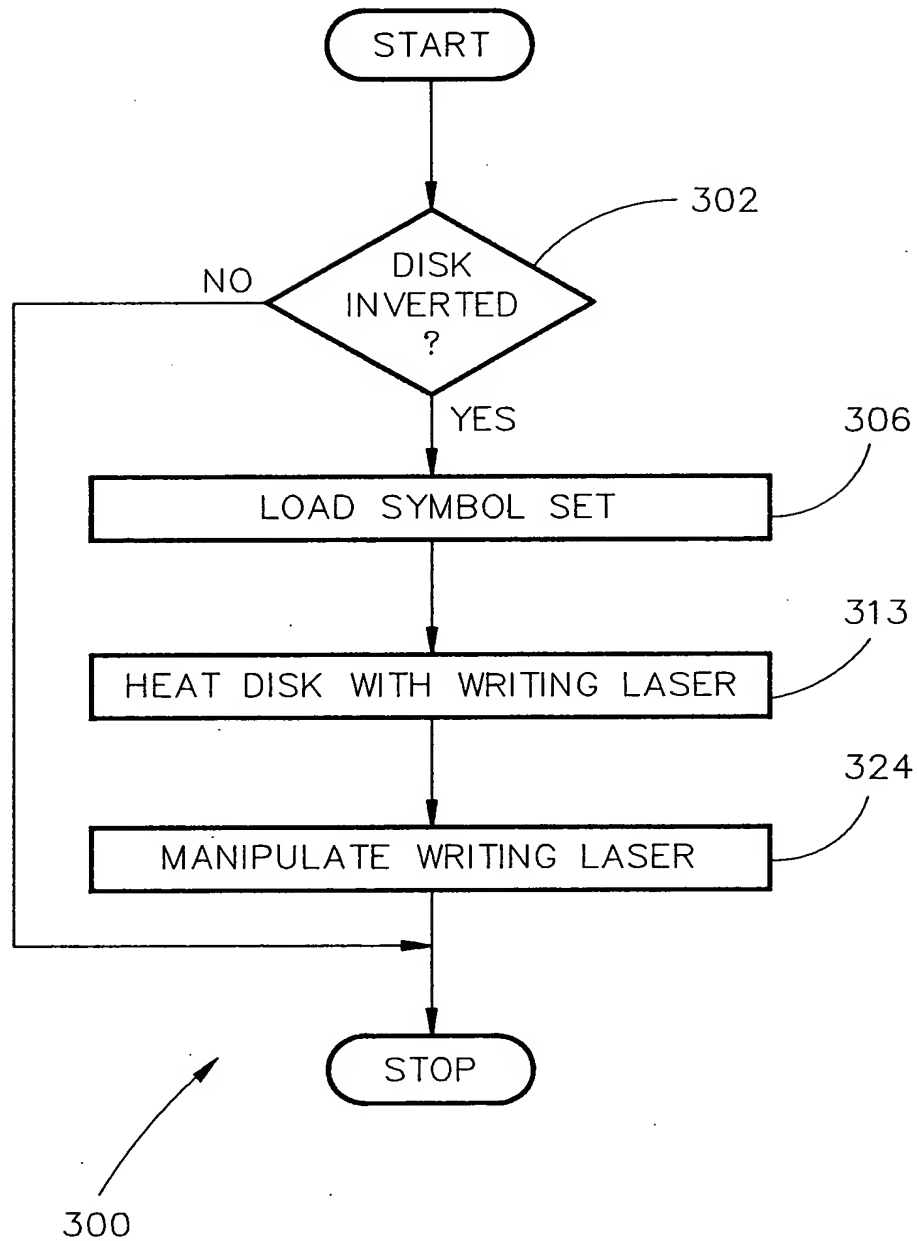 START
302
DISK
INVERTED
?
NO
YES
306
LOAD SYMBOL SET
313
HEAT DISK WITH WRITING LASER
324
MANIPULATE WRITING LASER
STOP
300